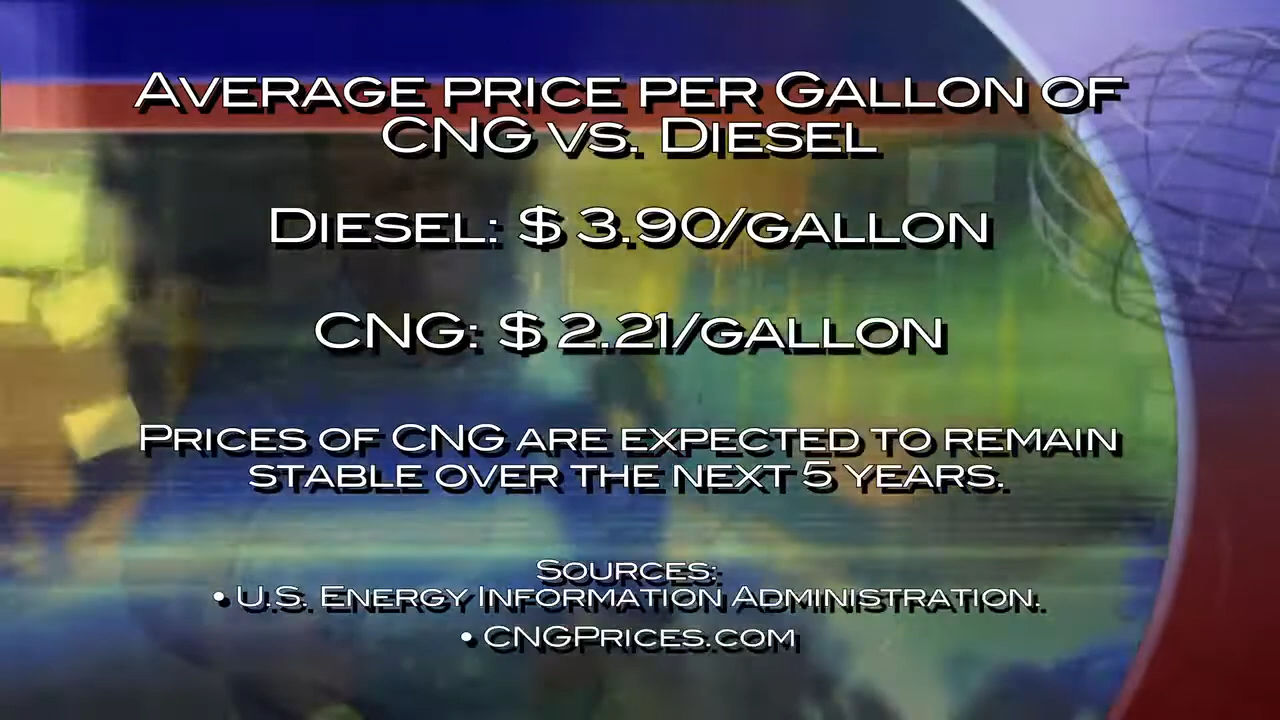 AVERAGE PRICE PER GALLON OF
CNG VS. DIESEL
DIESEL: $ 3.90/GALLON
CNG: $ 2.21/GALLON
PRICES OF CNG ARE EXPECTED TO REMAIN
STABLE OVER THE NEXT 5 YEARS.
SOURCES:
• U.S. ENERGY INFORMATION ADMINISTRATION.
• CNGPRICES.COM